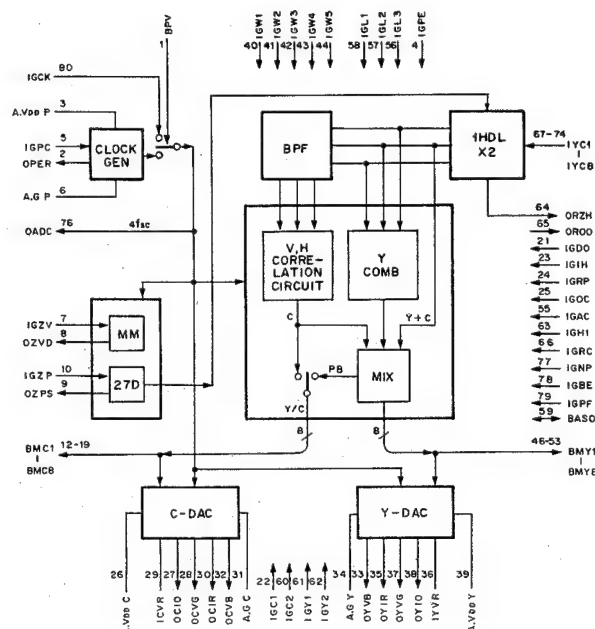 BPV
1
IGW1 IGW2 IGW3 IGW4 IGW5
40 41 42 43 44
IGL1 IGL2 IGL3
58 57 56
IGPE
4
IGCK 80
A.VDD P 3
IGPC 5
OPER 2
A.G P 6
CLOCK GEN
OADC 76
4fsc
BPF
1HDL X2
67-74
IYC1
IYC8
64 ORZH
65 OROO
21 IGDO
23 IGIH
24 IGRP
25 IGOC
55 IGAC
63 IGHI
66 IGRC
77 IGNP
78 IGBE
79 IGPF
59 BASO
V,H CORRE-LATION CIRCUIT
Y COMB
C
Y+C
PB
MIX
Y/C
8
8
IGZV 7
OZVD 8
MM
IGZP 10
OZPS 9
27D
BMC1 12-19
BMC8
46-53 BMY1
BMY8
C-DAC
Y-DAC
26 29 27 28 30 32 31
A.VDD C ICVR OCIO OCVG OCIR OCVB A.G C
22 60 61 62
IGC1 IGC2 IGY1 IGY2
34 33 35 37 38 36 39
A.G Y OYVB OYIR OYVG OYIO IYVR A.VDD Y